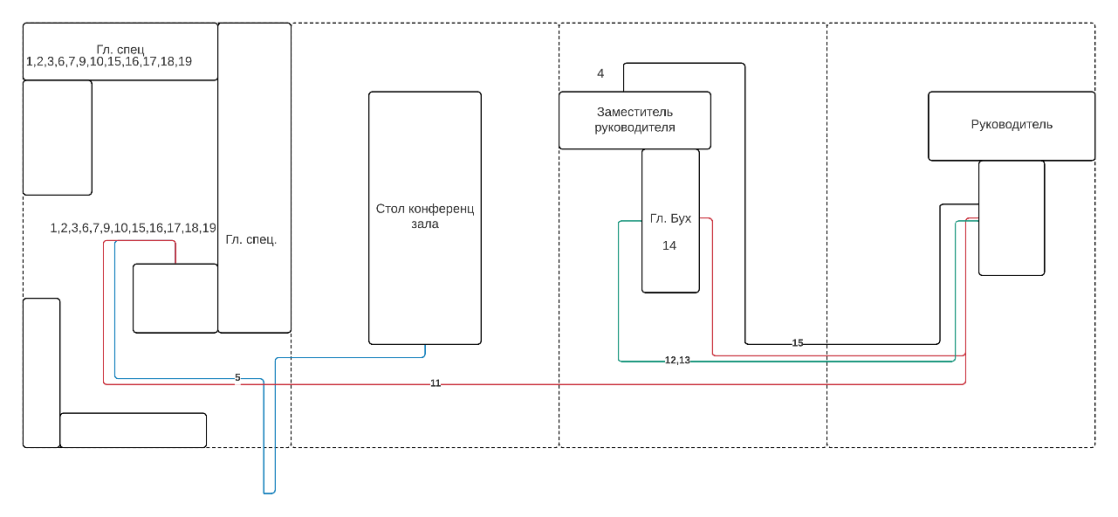 Гл. спец
1,2,3,6,7,9,10,15,16,17,18,19
4
Заместитель
руководителя
Руководитель
Стол конференц
зала
1,2,3,6,7,9,10,15,16,17,18,19
Гл. спец.
Гл. Бух
14
15
12,13
5
11